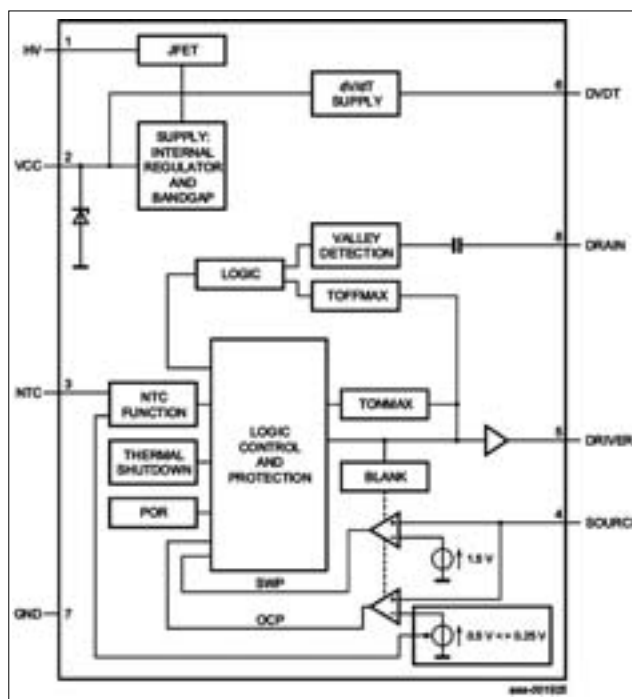 HV
1
JFET
dV/dT
SUPPLY
6
DVDT
SUPPLY:
INTERNAL
REGULATOR
AND
BANDGAP
VCC
2
VALLEY
DETECTION
8
DRAIN
LOGIC
TOFFMAX
NTC
3
NTC
FUNCTION
LOGIC
CONTROL
AND
PROTECTION
TONMAX
5
DRIVER
THERMAL
SHUTDOWN
BLANK
POR
4
SOURCE
1.5 V
SWP
OCP
GND
7
0.5 V <> 0.25 V